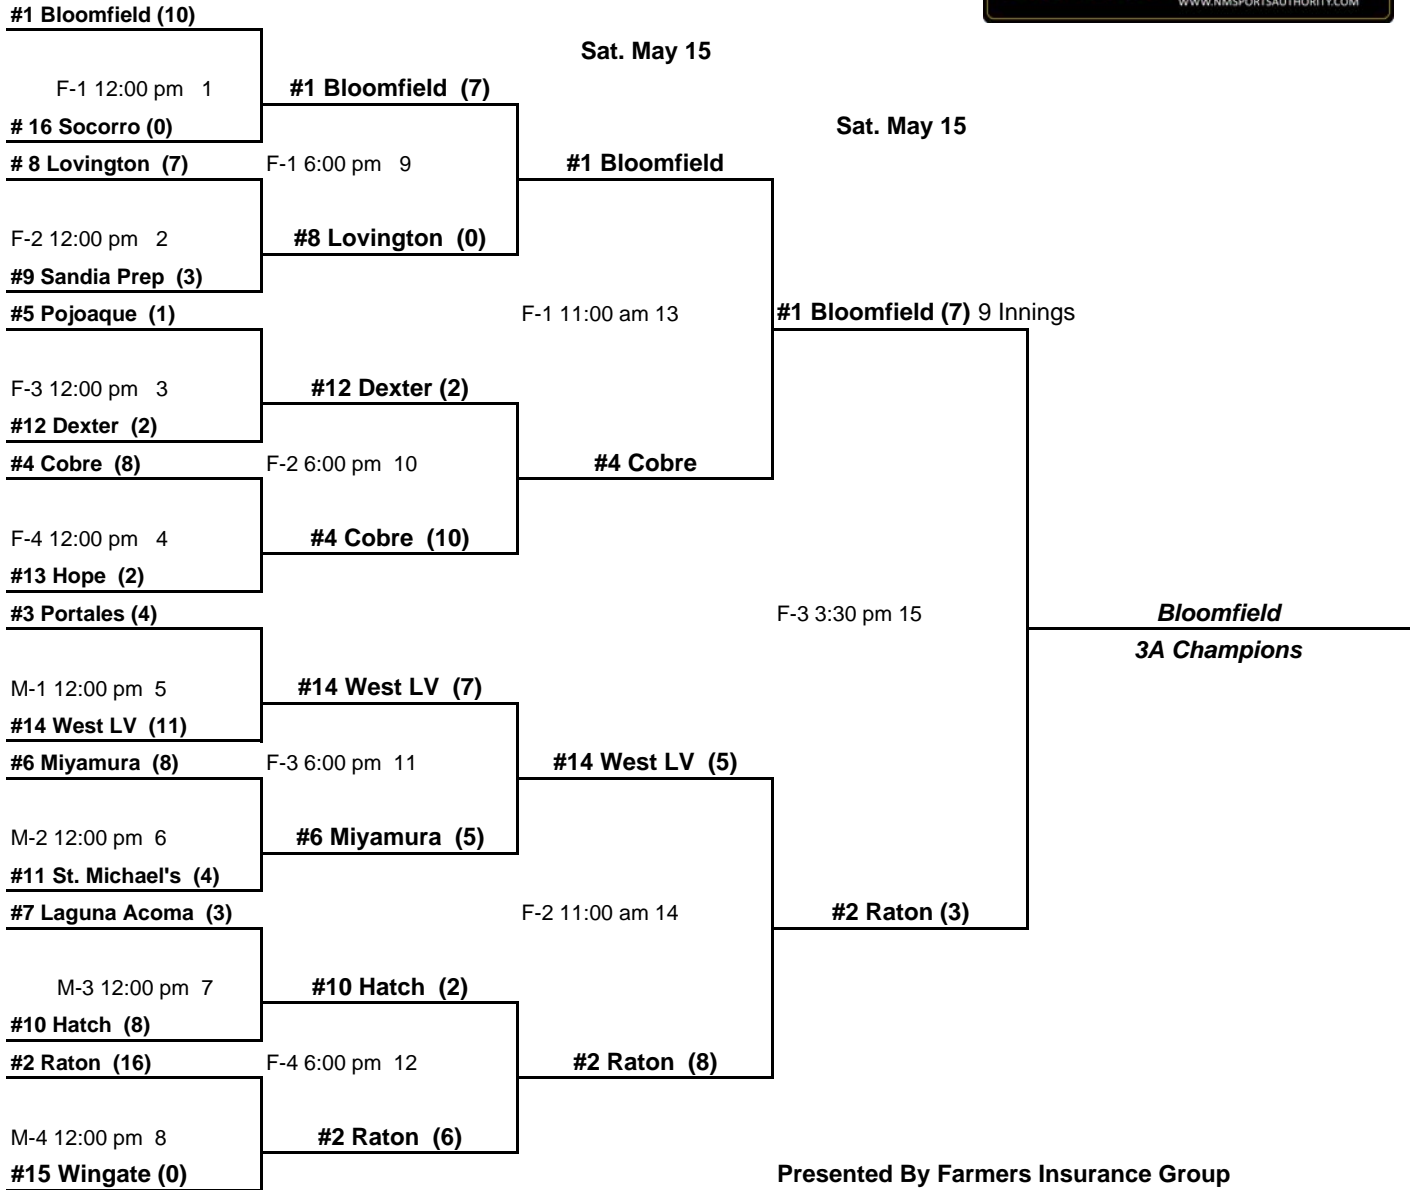 #1 Bloomfield (10)
WWW.NMSPORTSAUTHORITY.COM
Sat. May 15
F-1 12:00 pm 1
#1 Bloomfield (7)
# 16 Socorro (0)
Sat. May 15
# 8 Lovington (7)
F-1 6:00 pm 9
#1 Bloomfield
F-2 12:00 pm 2
#8 Lovington (0)
#9 Sandia Prep (3)
#5 Pojoaque (1)
F-1 11:00 am 13
#1 Bloomfield (7) 9 Innings
F-3 12:00 pm 3
#12 Dexter (2)
#12 Dexter (2)
#4 Cobre (8)
F-2 6:00 pm 10
#4 Cobre
F-4 12:00 pm 4
#4 Cobre (10)
#13 Hope (2)
#3 Portales (4)
F-3 3:30 pm 15
Bloomfield
3A Champions
M-1 12:00 pm 5
#14 West LV (7)
#14 West LV (11)
#6 Miyamura (8)
F-3 6:00 pm 11
#14 West LV (5)
M-2 12:00 pm 6
#6 Miyamura (5)
#11 St. Michael's (4)
#7 Laguna Acoma (3)
F-2 11:00 am 14
#2 Raton (3)
M-3 12:00 pm 7
#10 Hatch (2)
#10 Hatch (8)
#2 Raton (16)
F-4 6:00 pm 12
#2 Raton (8)
M-4 12:00 pm 8
#2 Raton (6)
#15 Wingate (0)
Presented By Farmers Insurance Group